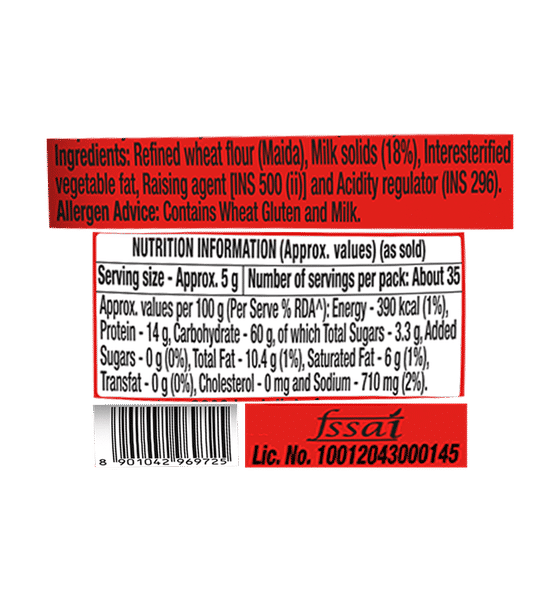 Ingredients: Refined wheat flour (Maida), Milk solids (18%), Interesterified
vegetable fat, Raising agent [INS 500 (ii)] and Acidity regulator (INS 296).
Allergen Advice: Contains Wheat Gluten and Milk.
NUTRITION INFORMATION (Approx. values) (as sold)
Serving size - Approx. 5 g Number of servings per pack: About 35
Approx. values per 100 g (Per Serve % RDA^): Energy - 390 kcal (1%),
Protein - 14 g, Carbohydrate - 60 g, of which Total Sugars - 3.3 g, Added
Sugars - 0 g (0%), Total Fat - 10.4 g (1%), Saturated Fat - 6 g (1%),
Transfat - 0 g (0%), Cholesterol - 0 mg and Sodium - 710 mg (2%).
8 901042 969725
fssai
Lic. No. 10012043000145